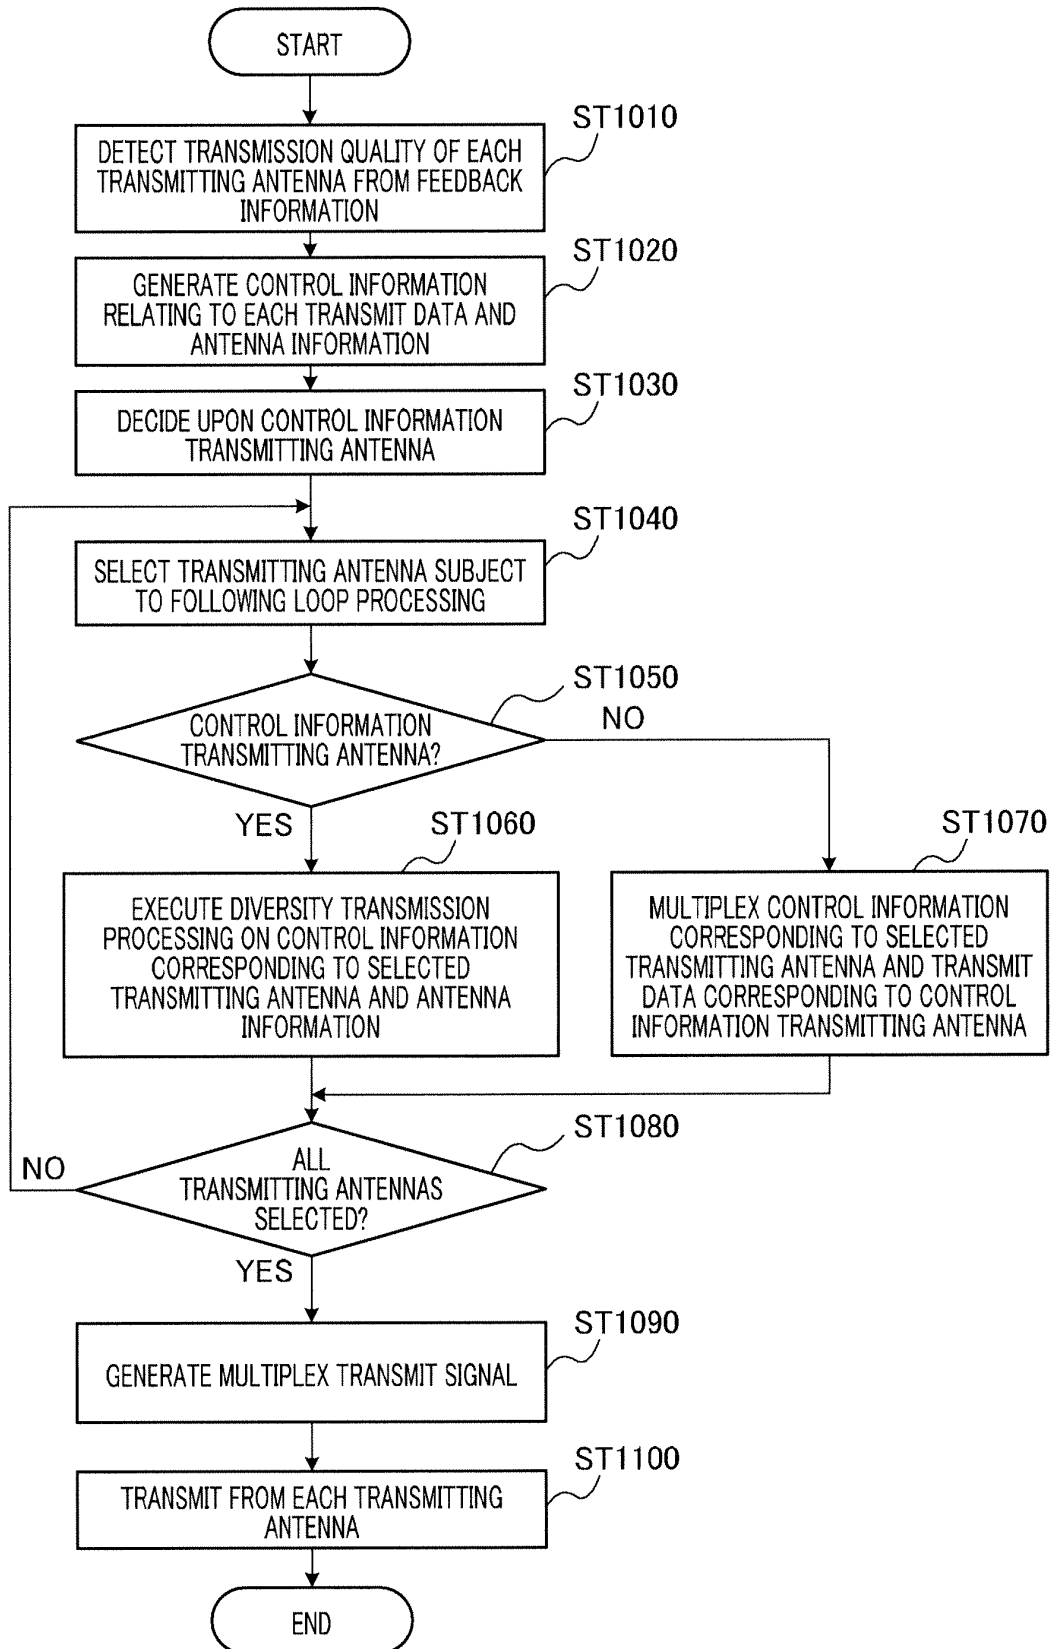 START
ST1010
DETECT TRANSMISSION QUALITY OF EACH
TRANSMITTING ANTENNA FROM FEEDBACK
INFORMATION
ST1020
GENERATE CONTROL INFORMATION
RELATING TO EACH TRANSMIT DATA AND
ANTENNA INFORMATION
ST1030
DECIDE UPON CONTROL INFORMATION
TRANSMITTING ANTENNA
ST1040
SELECT TRANSMITTING ANTENNA SUBJECT
TO FOLLOWING LOOP PROCESSING
ST1050
CONTROL INFORMATION
TRANSMITTING ANTENNA?
NO
YES
ST1060
EXECUTE DIVERSITY TRANSMISSION
PROCESSING ON CONTROL INFORMATION
CORRESPONDING TO SELECTED
TRANSMITTING ANTENNA AND ANTENNA
INFORMATION
ST1070
MULTIPLEX CONTROL INFORMATION
CORRESPONDING TO SELECTED
TRANSMITTING ANTENNA AND TRANSMIT
DATA CORRESPONDING TO CONTROL
INFORMATION TRANSMITTING ANTENNA
ST1080
ALL
TRANSMITTING ANTENNAS
SELECTED?
NO
YES
ST1090
GENERATE MULTIPLEX TRANSMIT SIGNAL
ST1100
TRANSMIT FROM EACH TRANSMITTING
ANTENNA
END